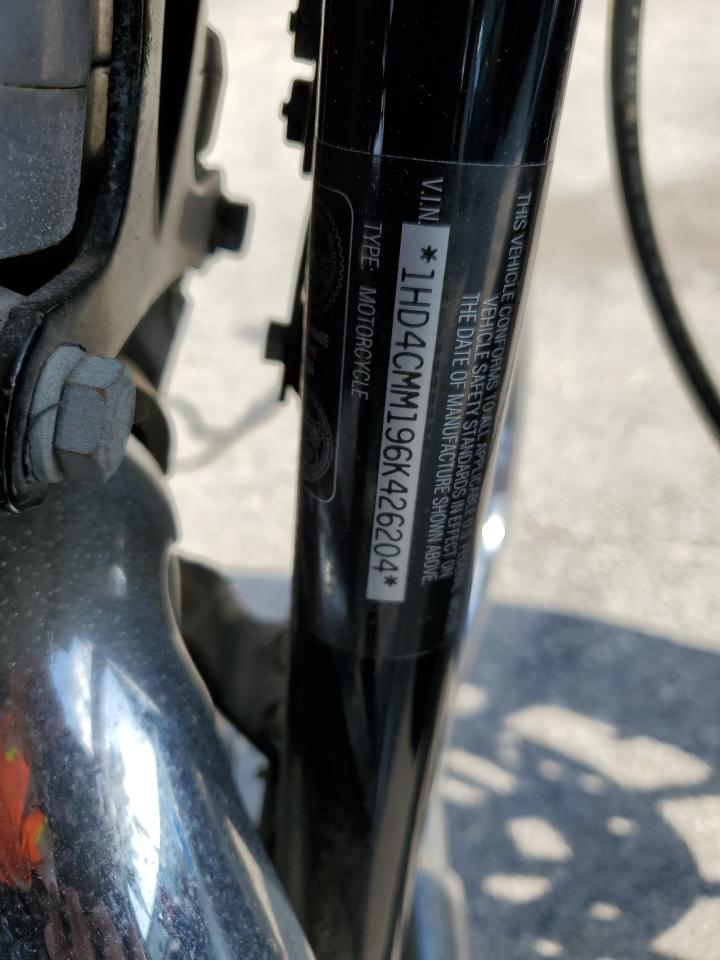 THIS VEHICLE CONFORMS TO ALL APPLICABLE U.S.
VEHICLE SAFETY STANDARDS IN EFFECT ON
THE DATE OF MANUFACTURE SHOWN ABOVE
V.I.N. *1HD4CMM196K426204*
TYPE: MOTORCYCLE